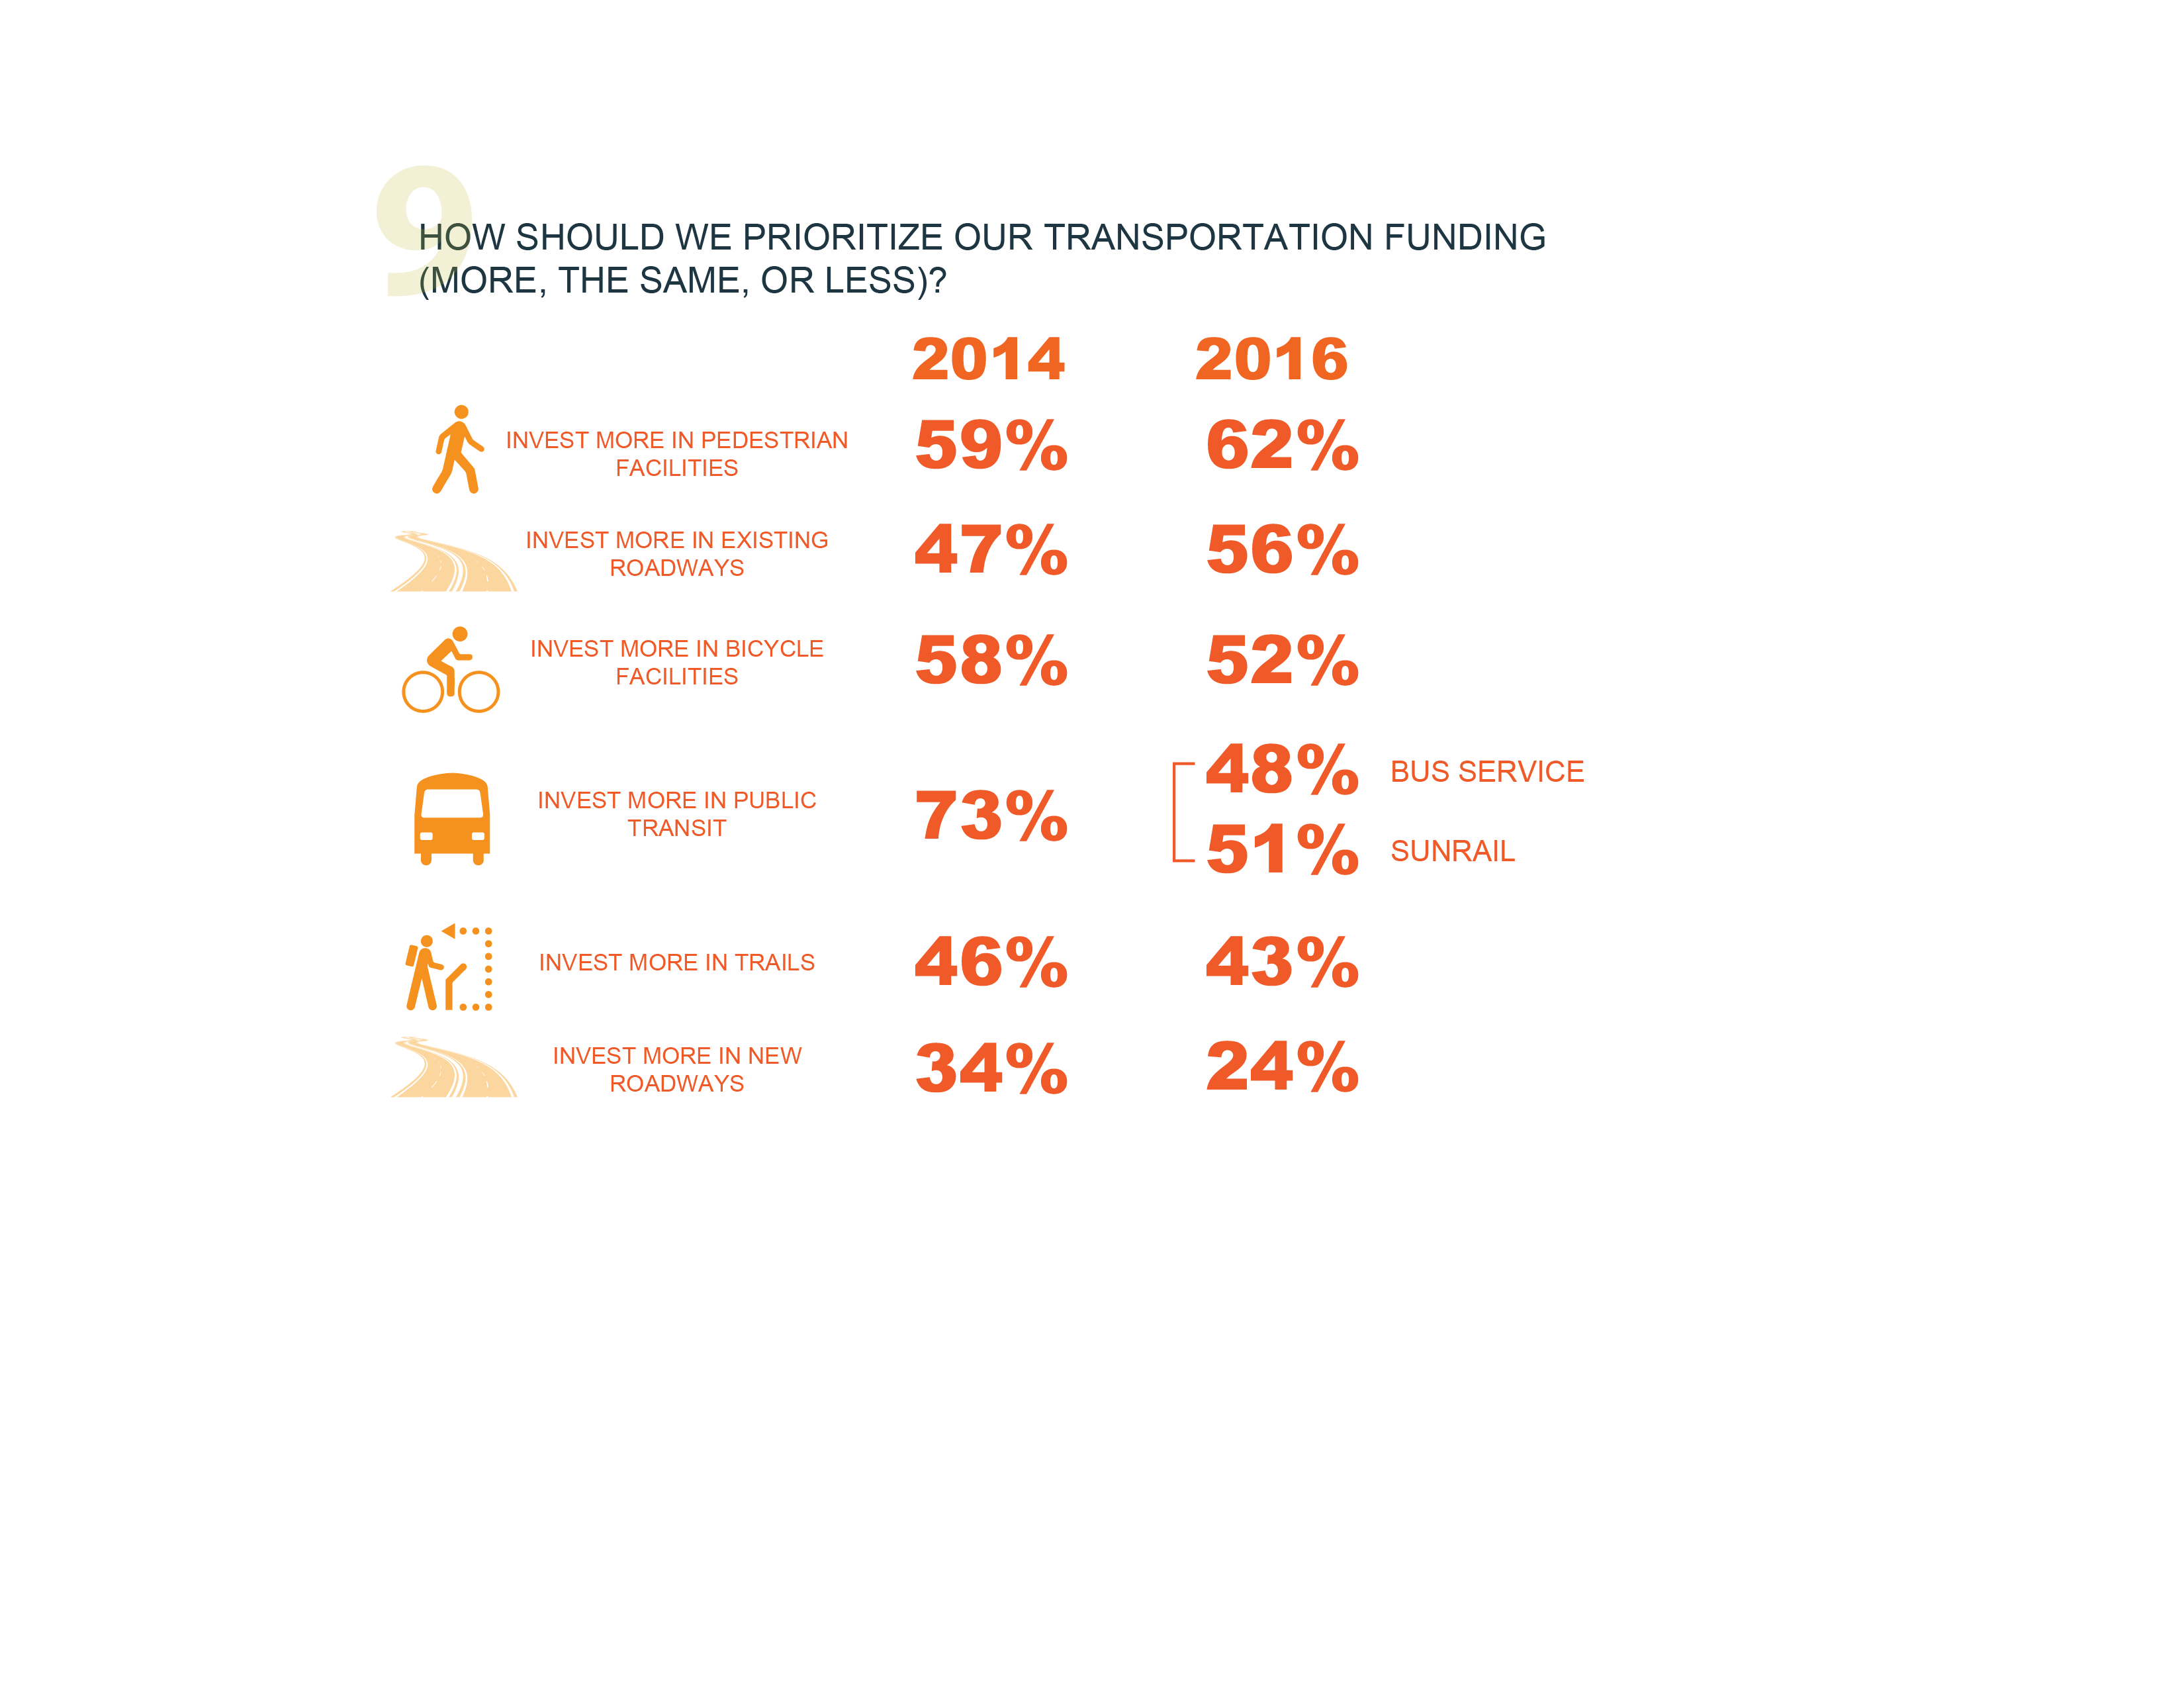 9
HOW SHOULD WE PRIORITIZE OUR TRANSPORTATION FUNDING
(MORE, THE SAME, OR LESS)?
2014 2016
INVEST MORE IN PEDESTRIAN
FACILITIES
59% 62%
INVEST MORE IN EXISTING
ROADWAYS
47% 56%
INVEST MORE IN BICYCLE
FACILITIES
58% 52%
INVEST MORE IN PUBLIC
TRANSIT
73%
48% BUS SERVICE
51% SUNRAIL
INVEST MORE IN TRAILS
46% 43%
INVEST MORE IN NEW
ROADWAYS
34% 24%